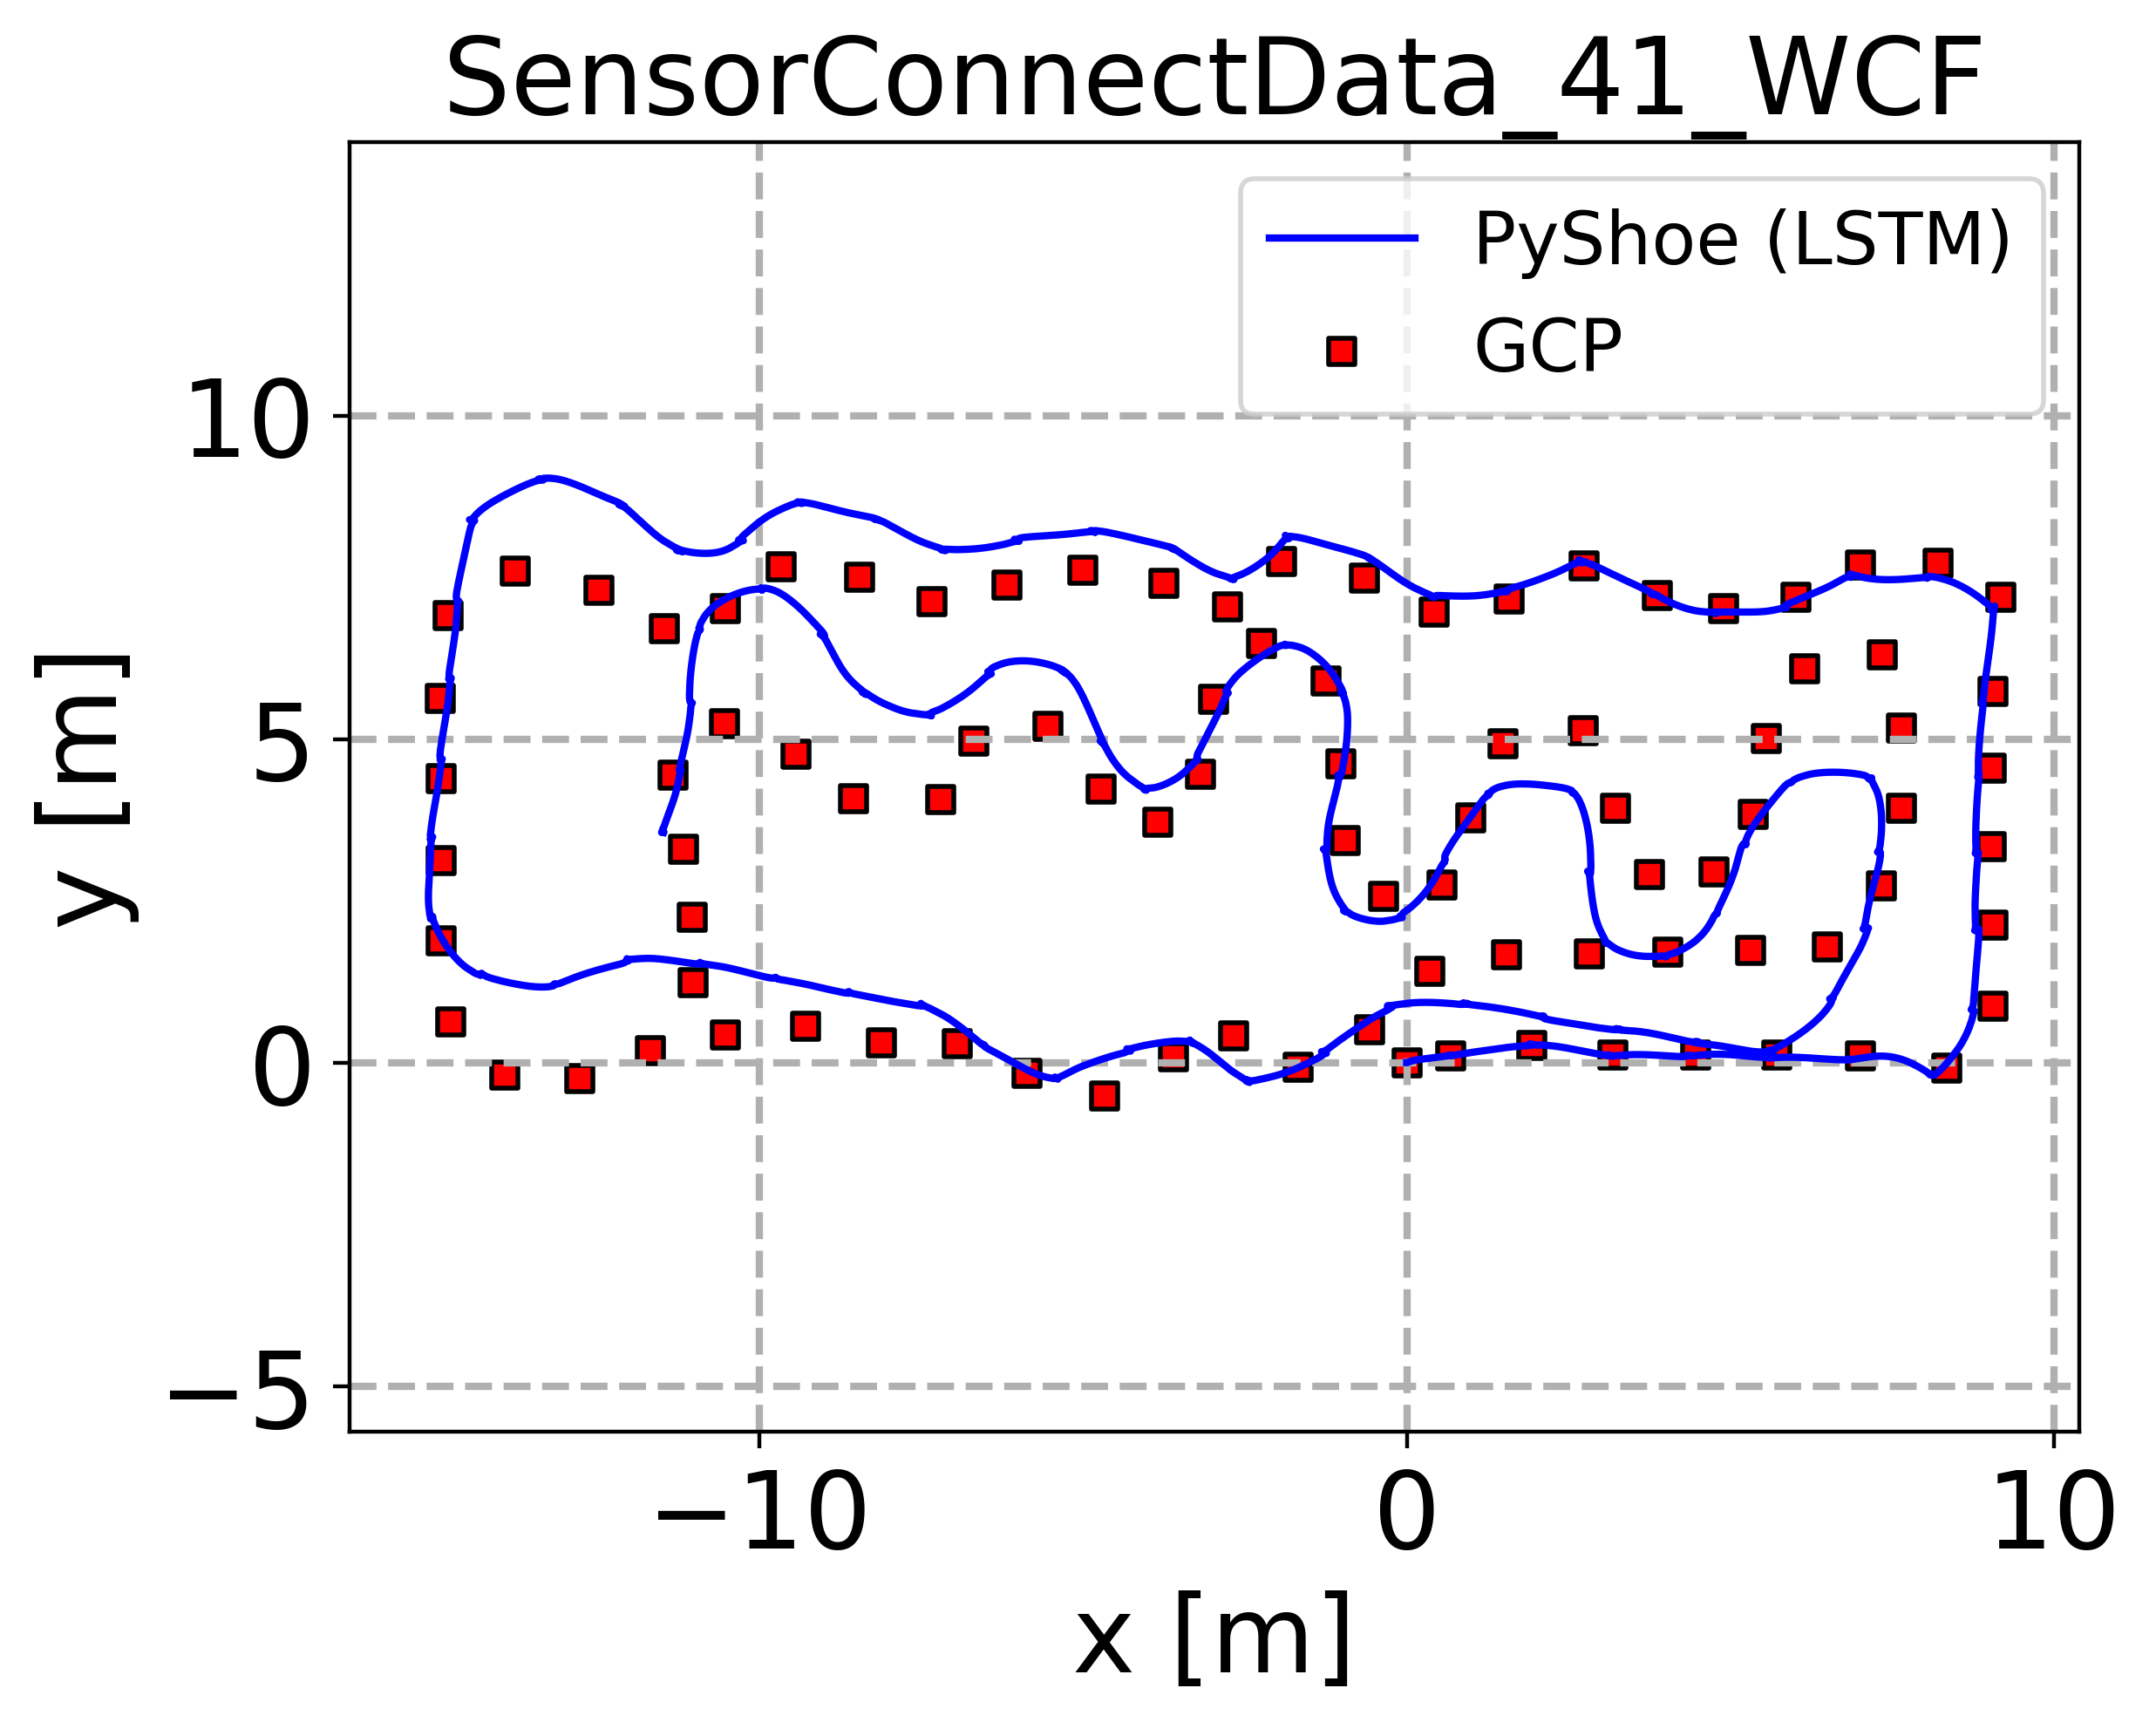 SensorConnectData_41_WCF
PyShoe (LSTM)
GCP
10
5
0
−5
y [m]
−10 0 10
x [m]